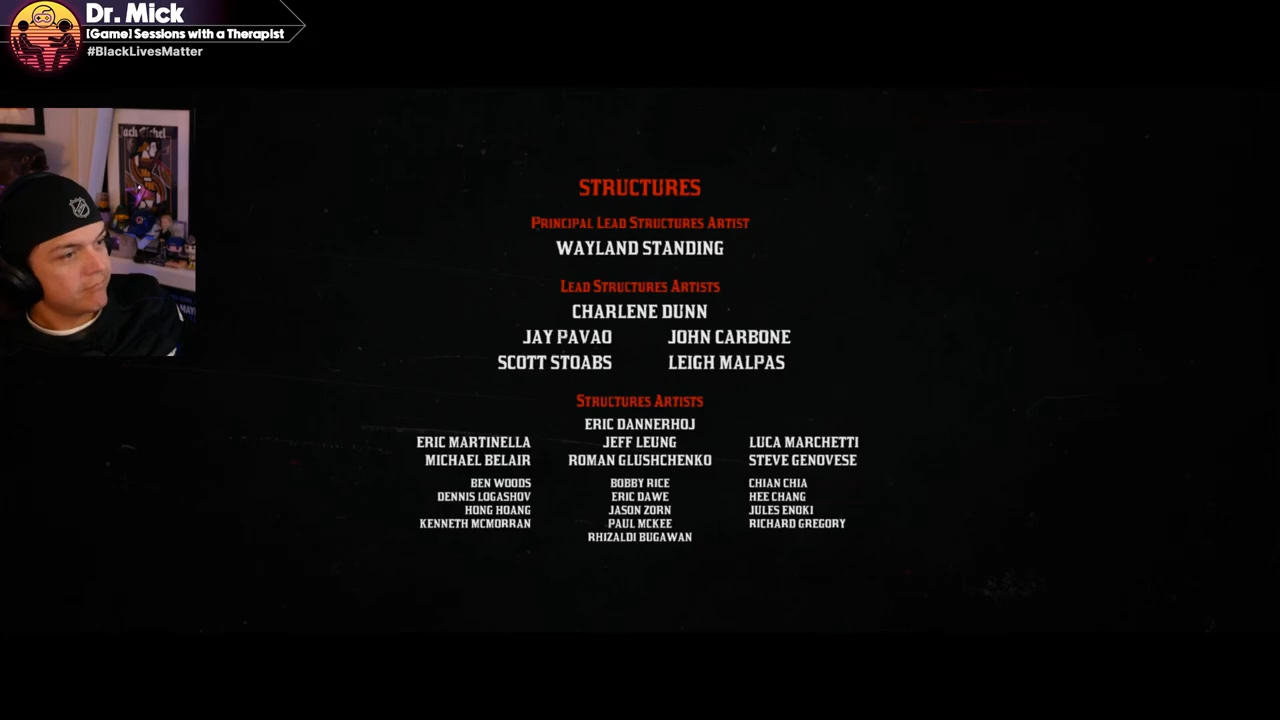 Dr. Mick
[Game] Sessions with a Therapist
#BlackLivesMatter
Jack Eichel
STRUCTURES
PRINCIPAL LEAD STRUCTURES ARTIST
WAYLAND STANDING
LEAD STRUCTURES ARTISTS
CHARLENE DUNN
JAY PAVAO JOHN CARBONE
SCOTT STOABS LEIGH MALPAS
STRUCTURES ARTISTS
ERIC DANNERHOJ
ERIC MARTINELLA JEFF LEUNG LUCA MARCHETTI
MICHAEL BELAIR ROMAN GLUSHCHENKO STEVE GENOVESE
BEN WOODS BOBBY RICE CHIAN CHIA
DENNIS LOGASHOV ERIC DAWE HEE CHANG
HONG HOANG JASON ZORN JULES ENOKI
KENNETH MCMORRAN PAUL MCKEE RICHARD GREGORY
RHIZALDI BUGAWAN